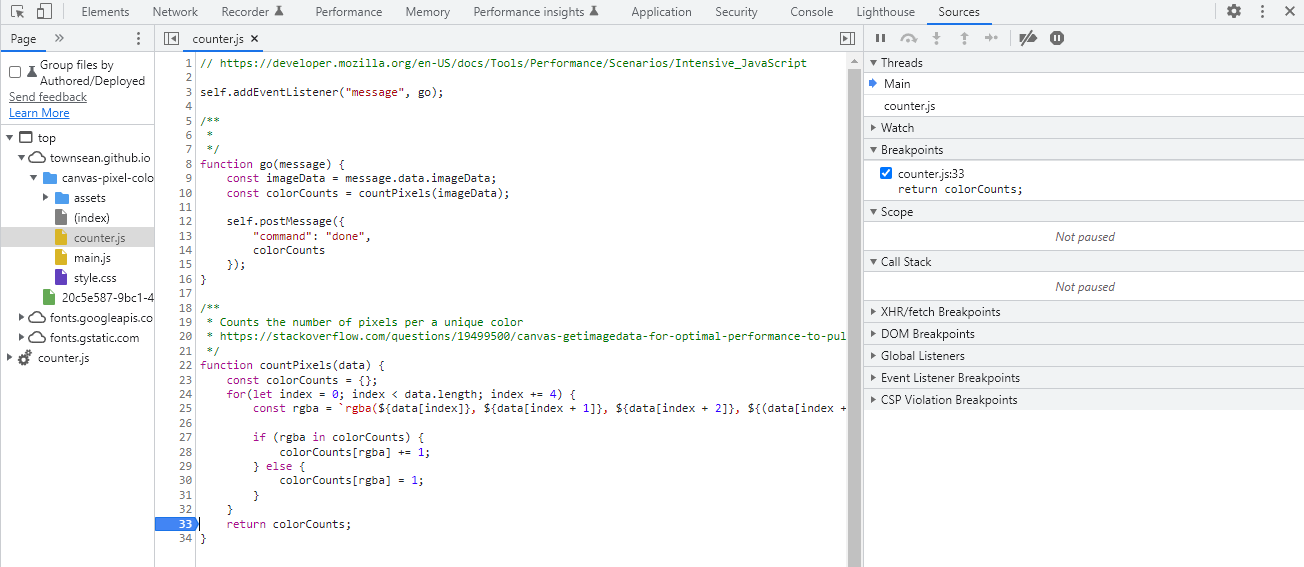 Elements Network Recorder Performance Memory Performance insights Application Security Console Lighthouse Sources
Page
Group files by
Authored/Deployed
Send feedback
Learn More
top
townsean.github.io
canvas-pixel-colo
assets
(index)
counter.js
main.js
style.css
20c5e587-9bc1-4
fonts.googleapis.co
fonts.gstatic.com
counter.js
counter.js
1 // https://developer.mozilla.org/en-US/docs/Tools/Performance/Scenarios/Intensive_JavaScript
2
3 self.addEventListener("message", go);
4
5 /**
6 *
7 */
8 function go(message) {
9 const imageData = message.data.imageData;
10 const colorCounts = countPixels(imageData);
11
12 self.postMessage({
13 "command": "done",
14 colorCounts
15 });
16 }
17
18 /**
19 * Counts the number of pixels per a unique color
20 * https://stackoverflow.com/questions/19499500/canvas-getimagedata-for-optimal-performance-to-pul
21 */
22 function countPixels(data) {
23 const colorCounts = {};
24 for(let index = 0; index < data.length; index += 4) {
25 const rgba = `rgba(${data[index]}, ${data[index + 1]}, ${data[index + 2]}, ${(data[index +
26
27 if (rgba in colorCounts) {
28 colorCounts[rgba] += 1;
29 } else {
30 colorCounts[rgba] = 1;
31 }
32 }
33 return colorCounts;
34 }
Threads
Main
counter.js
Watch
Breakpoints
counter.js:33
return colorCounts;
Scope
Not paused
Call Stack
Not paused
XHR/fetch Breakpoints
DOM Breakpoints
Global Listeners
Event Listener Breakpoints
CSP Violation Breakpoints